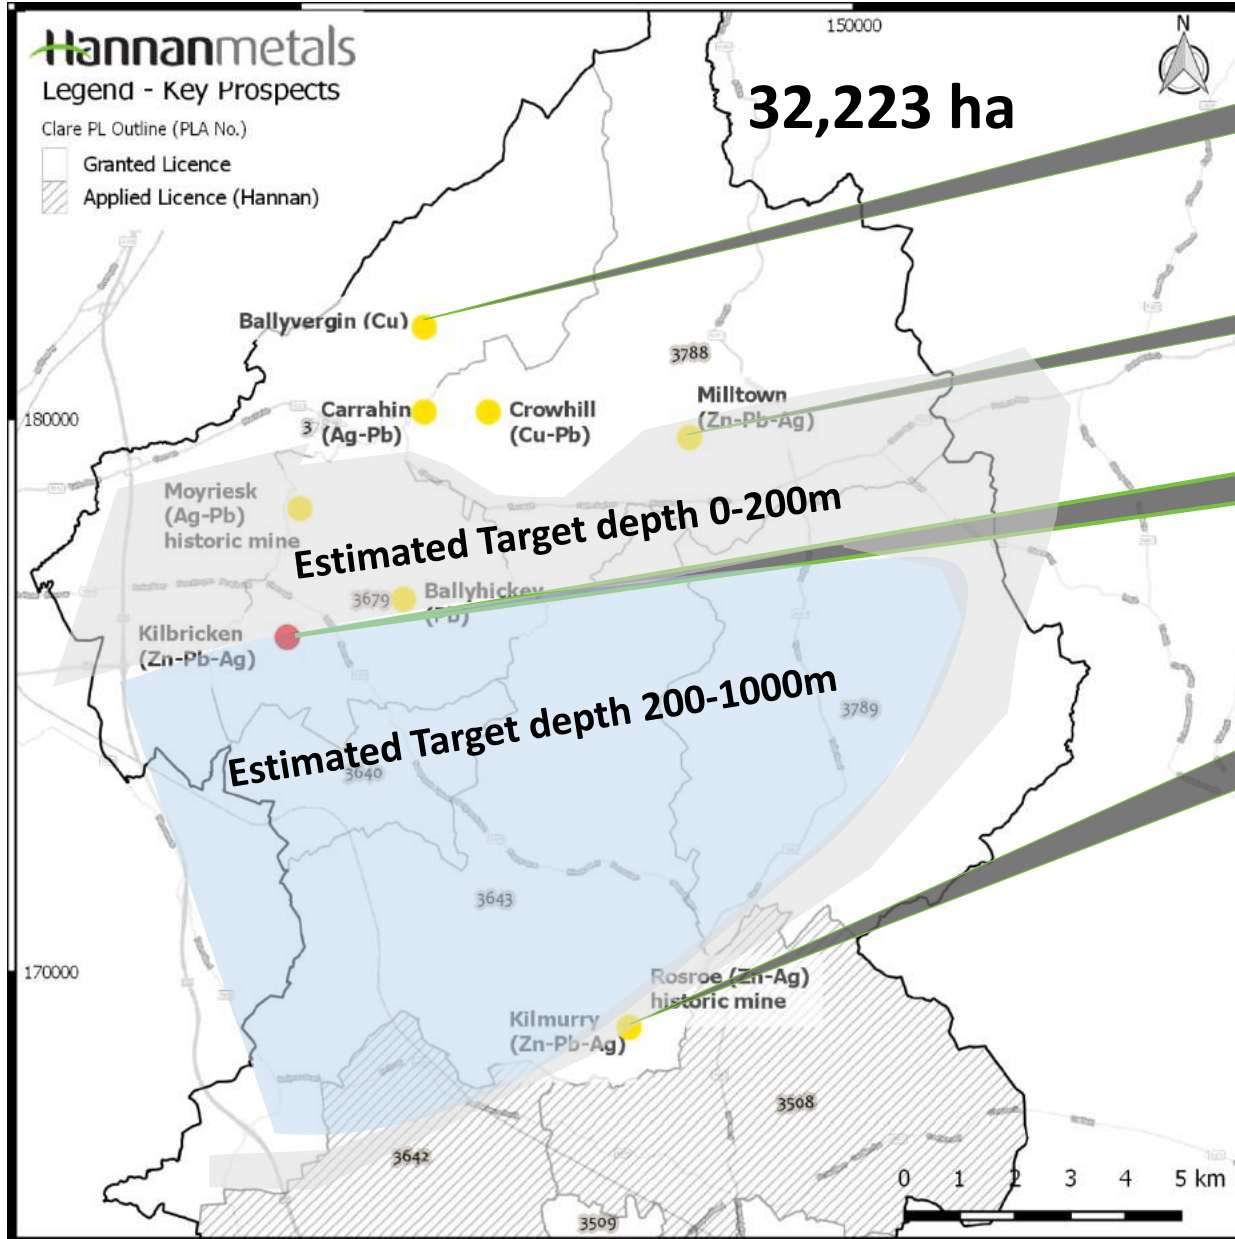 Hannanmetals
Legend - Key Prospects
Clare PL Outline (PLA No.)
Granted Licence
Applied Licence (Hannan)
150000
N
32,223 ha
Ballyvergin (Cu)
3788
180000
Carrahin
(Ag-Pb)
Crowhill
(Cu-Pb)
Milltown
(Zn-Pb-Ag)
Moyriesk
(Ag-Pb)
historic mine
Estimated Target depth 0-200m
3679
Ballyhickey
(Pb)
Kilbricken
(Zn-Pb-Ag)
Estimated Target depth 200-1000m
3789
3640
3643
170000
Rosroe (Zn-Ag)
historic mine
Kilmurry
(Zn-Pb-Ag)
3508
3642
3509
0 1 2 3 4 5 km